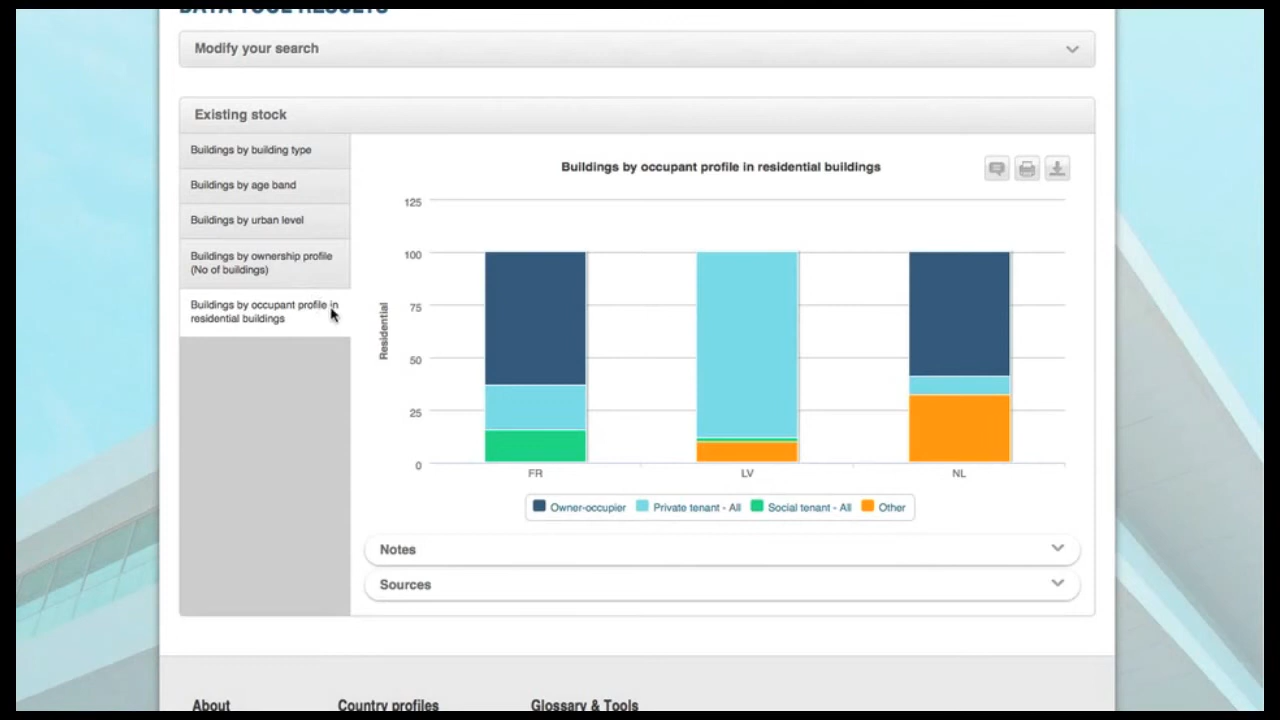 DATA TOOL RESULTS
Modify your search
Existing stock
Buildings by building type
Buildings by age band
Buildings by urban level
Buildings by ownership profile
(No of buildings)
Buildings by occupant profile in
residential buildings
Buildings by occupant profile in residential buildings
125
100
75
50
25
0
Residential
FR
LV
NL
Owner-occupier
Private tenant - All
Social tenant - All
Other
Notes
Sources
About
Country profiles
Glossary & Tools